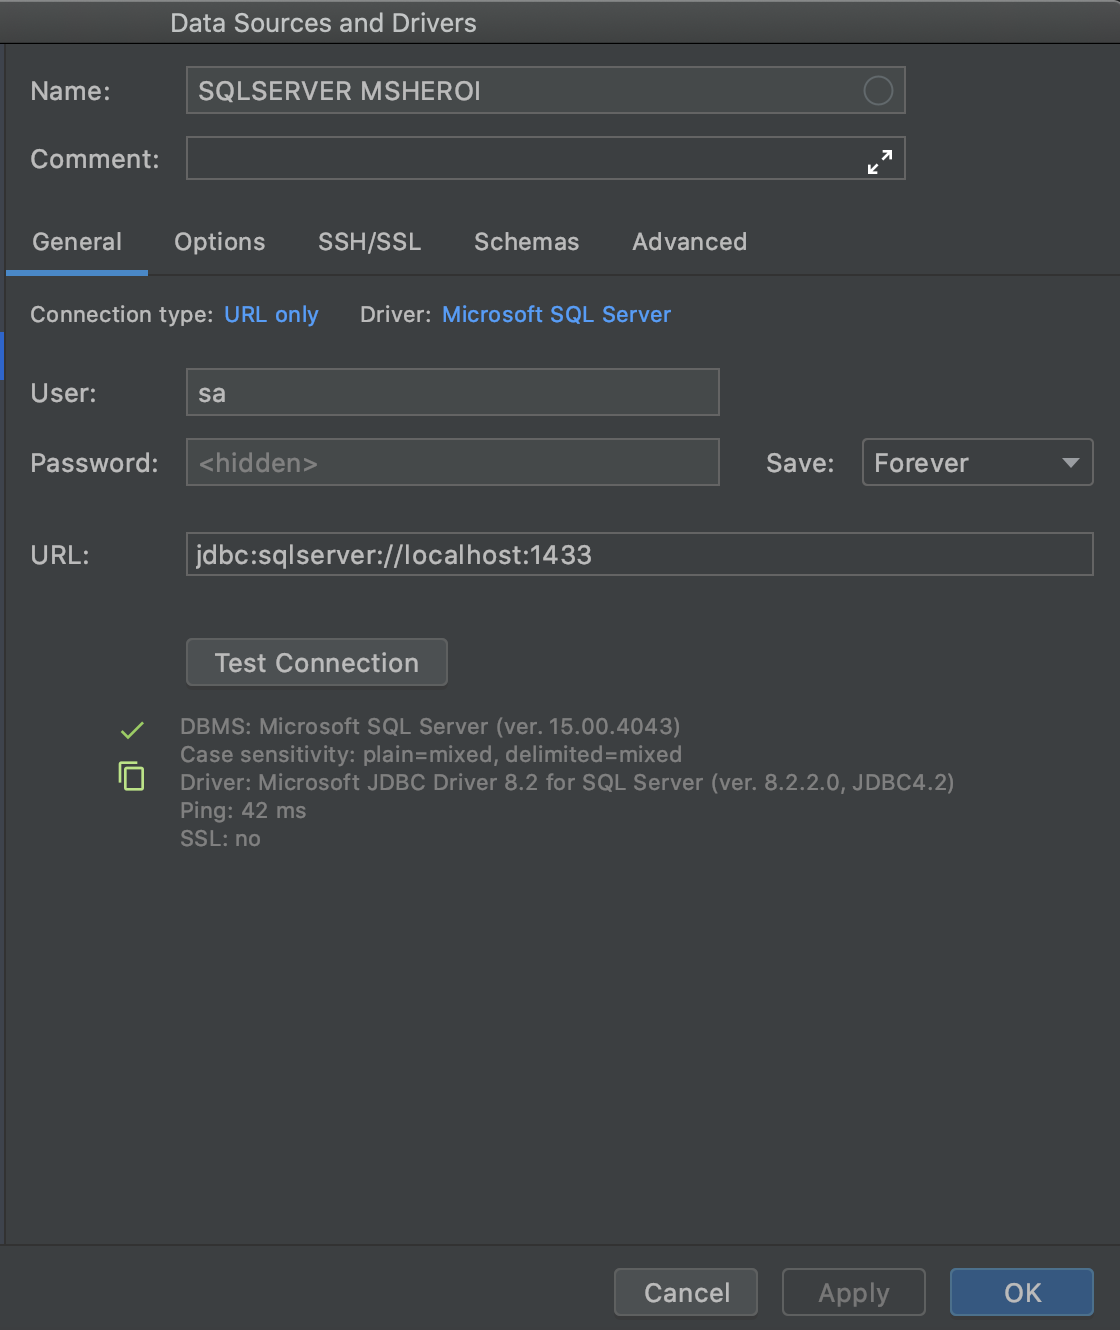 Data Sources and Drivers
Name: SQLSERVER MSHEROI
Comment:
General Options SSH/SSL Schemas Advanced
Connection type: URL only Driver: Microsoft SQL Server
User: sa
Password: <hidden> Save: Forever
URL: jdbc:sqlserver://localhost:1433
Test Connection
DBMS: Microsoft SQL Server (ver. 15.00.4043)
Case sensitivity: plain=mixed, delimited=mixed
Driver: Microsoft JDBC Driver 8.2 for SQL Server (ver. 8.2.2.0, JDBC4.2)
Ping: 42 ms
SSL: no
Cancel Apply OK